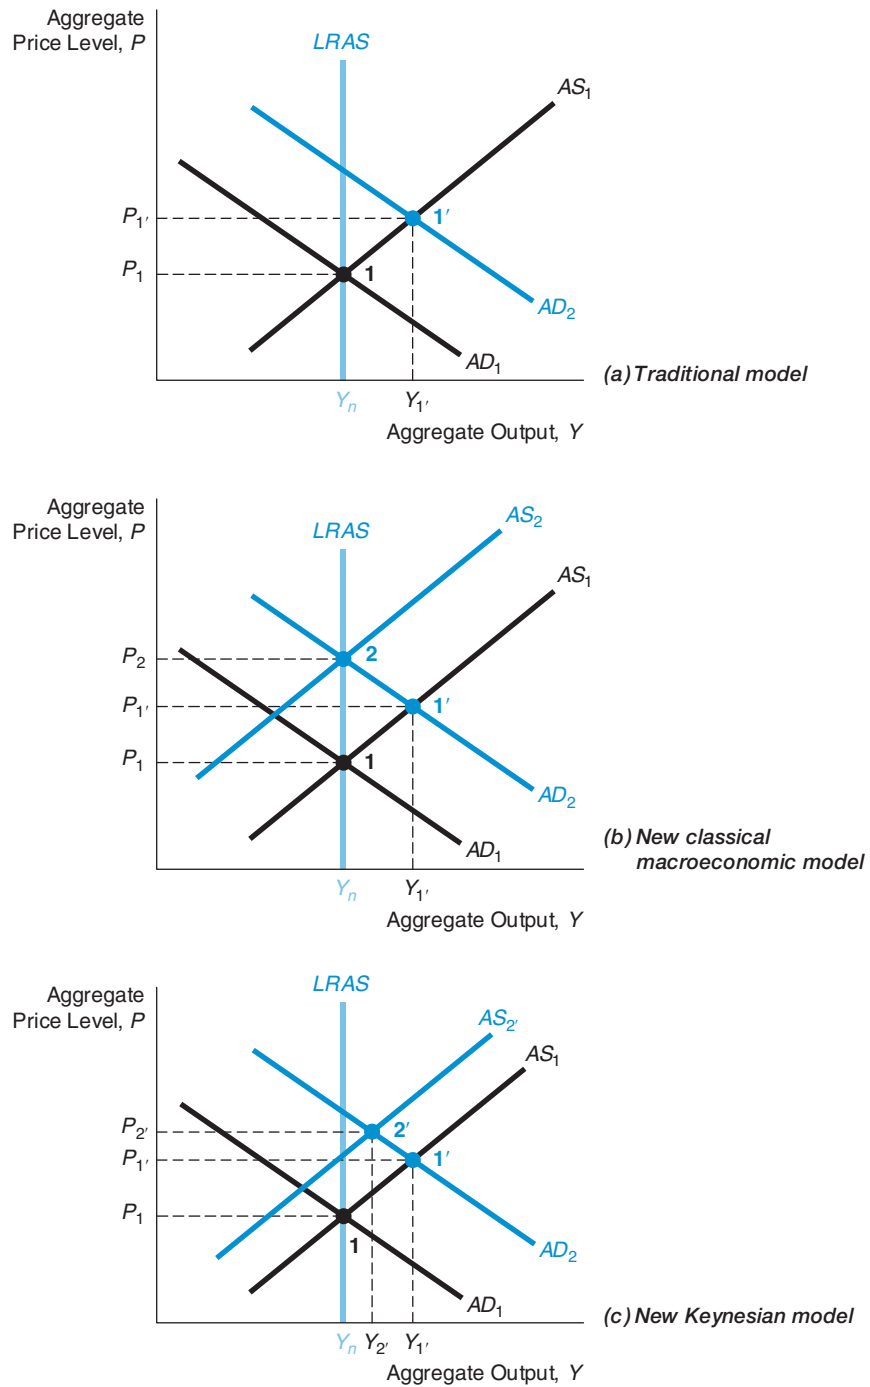 Aggregate
Price Level, P
LRAS
AS₁
P₁′
1′
P₁
1
AD₂
AD₁
(a) Traditional model
Yₙ
Y₁′
Aggregate Output, Y
Aggregate
Price Level, P
LRAS
AS₂
AS₁
P₂
2
P₁′
1′
P₁
1
AD₂
AD₁
(b) New classical
macroeconomic model
Yₙ
Y₁′
Aggregate Output, Y
Aggregate
Price Level, P
LRAS
AS₂′
AS₁
P₂′
2′
P₁′
1′
P₁
1
AD₂
AD₁
(c) New Keynesian model
Yₙ
Y₂′
Y₁′
Aggregate Output, Y